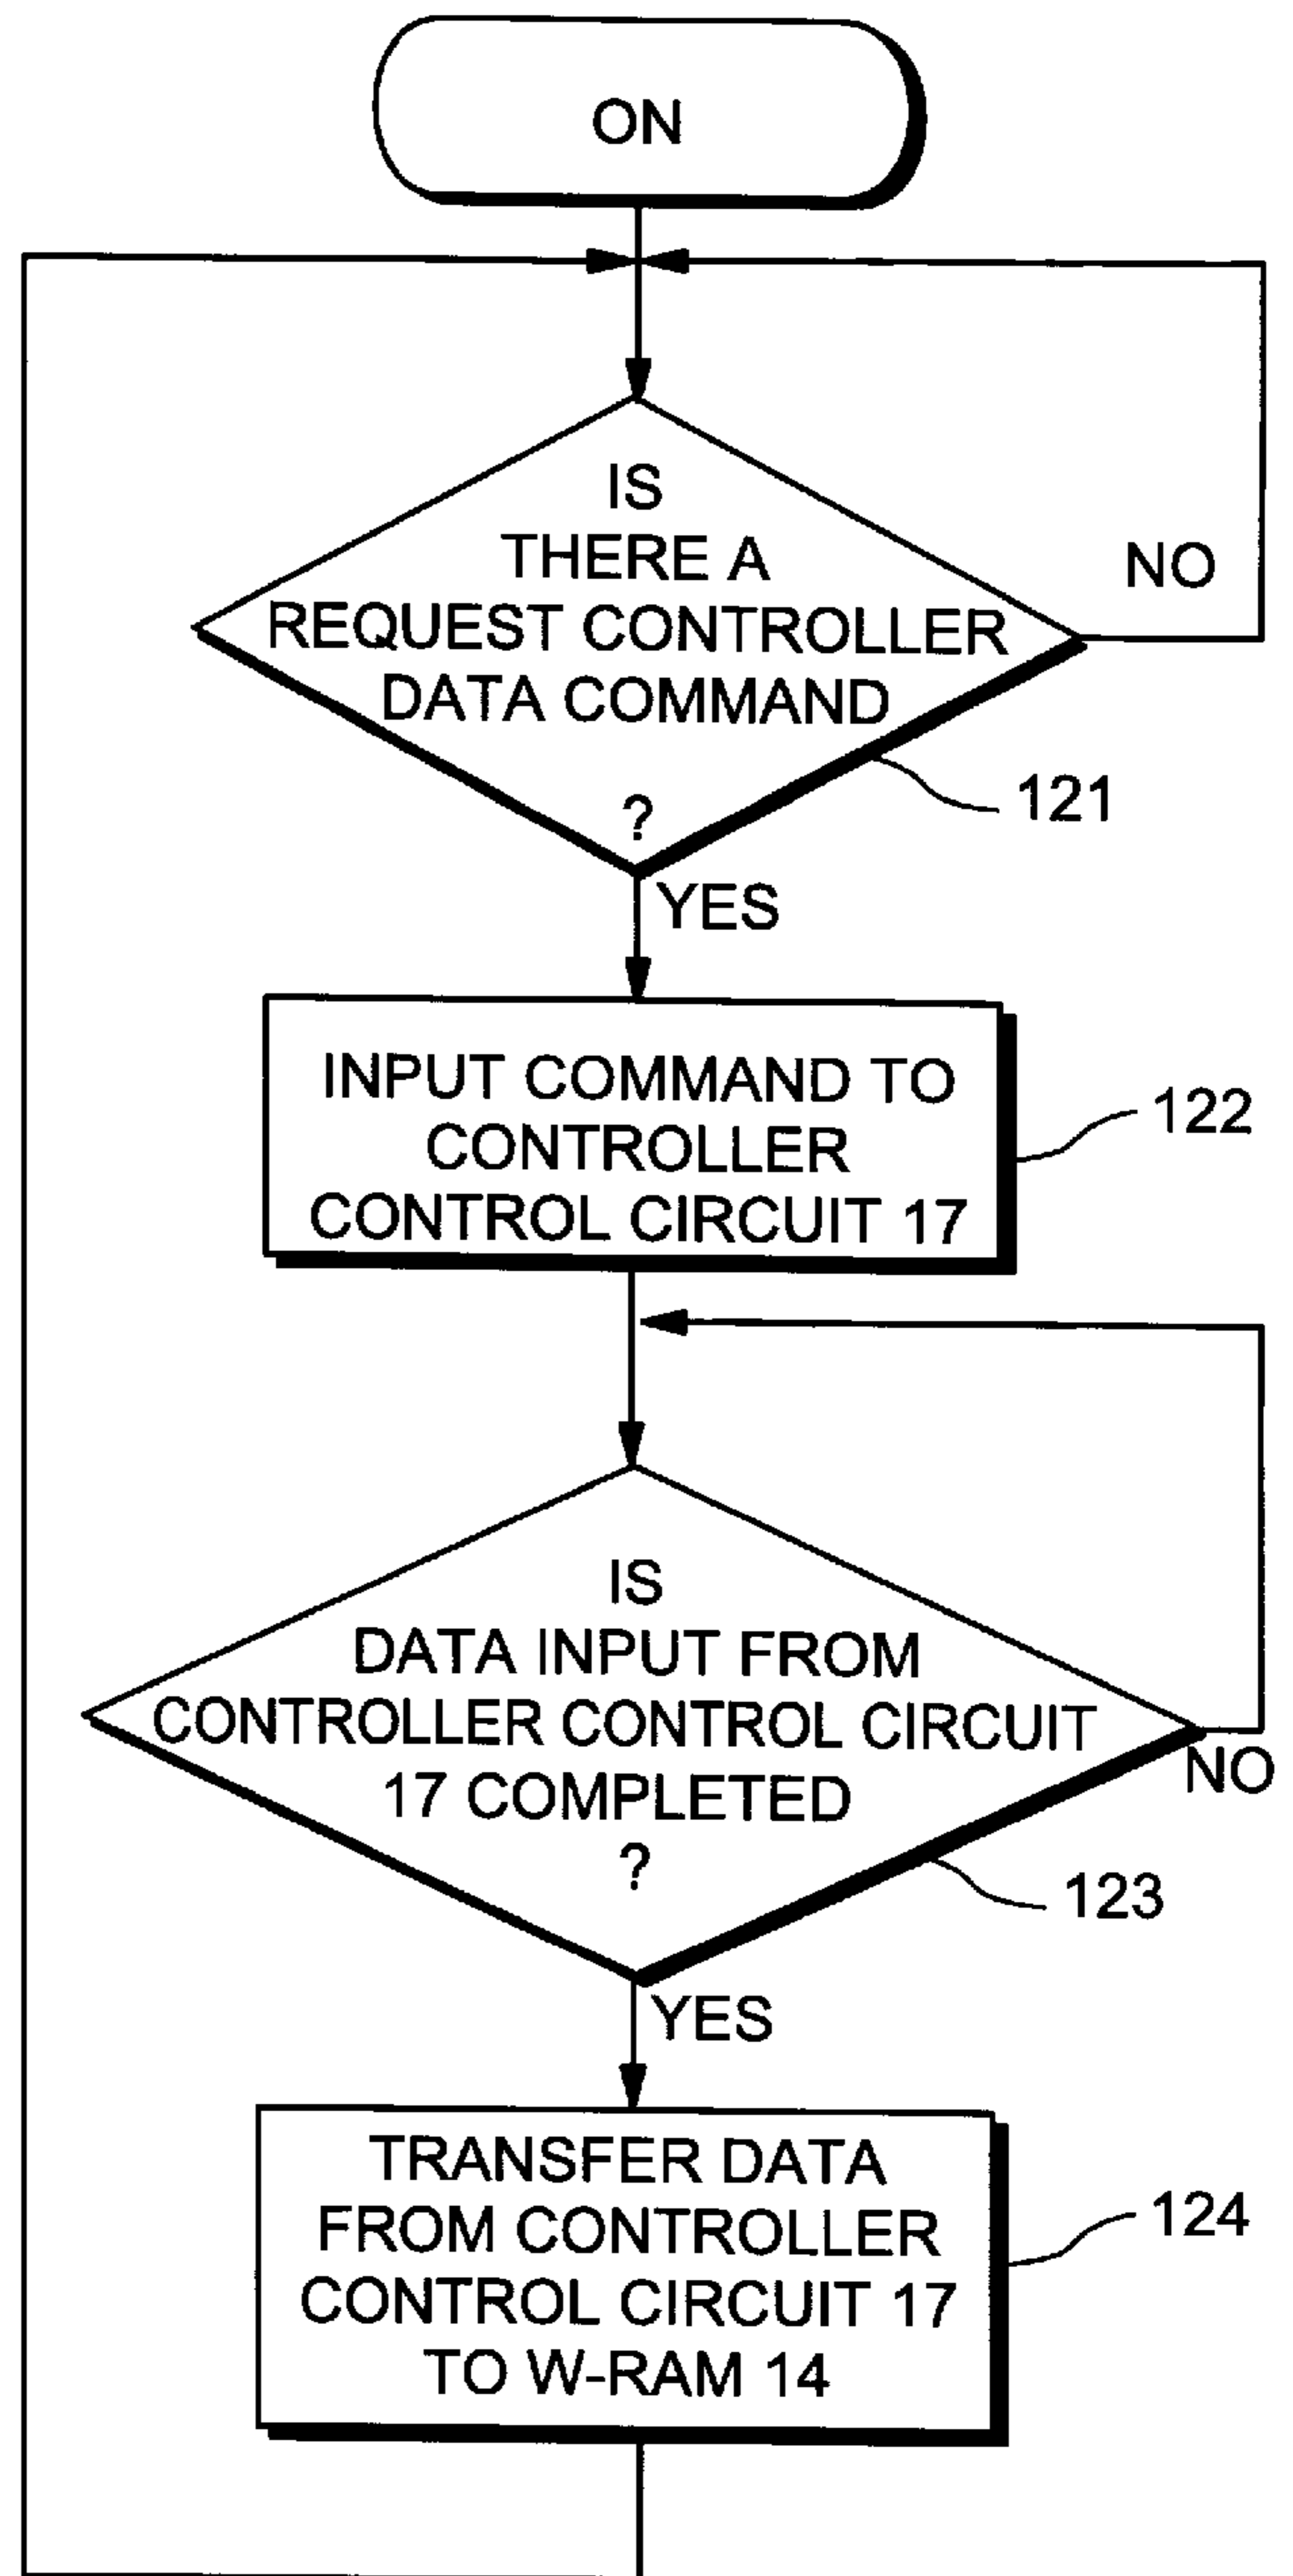 ON
IS
THERE A
REQUEST CONTROLLER
DATA COMMAND
?
NO
121
YES
INPUT COMMAND TO
CONTROLLER
CONTROL CIRCUIT 17
122
IS
DATA INPUT FROM
CONTROLLER CONTROL CIRCUIT
17 COMPLETED
?
NO
123
YES
TRANSFER DATA
FROM CONTROLLER
CONTROL CIRCUIT 17
TO W-RAM 14
124